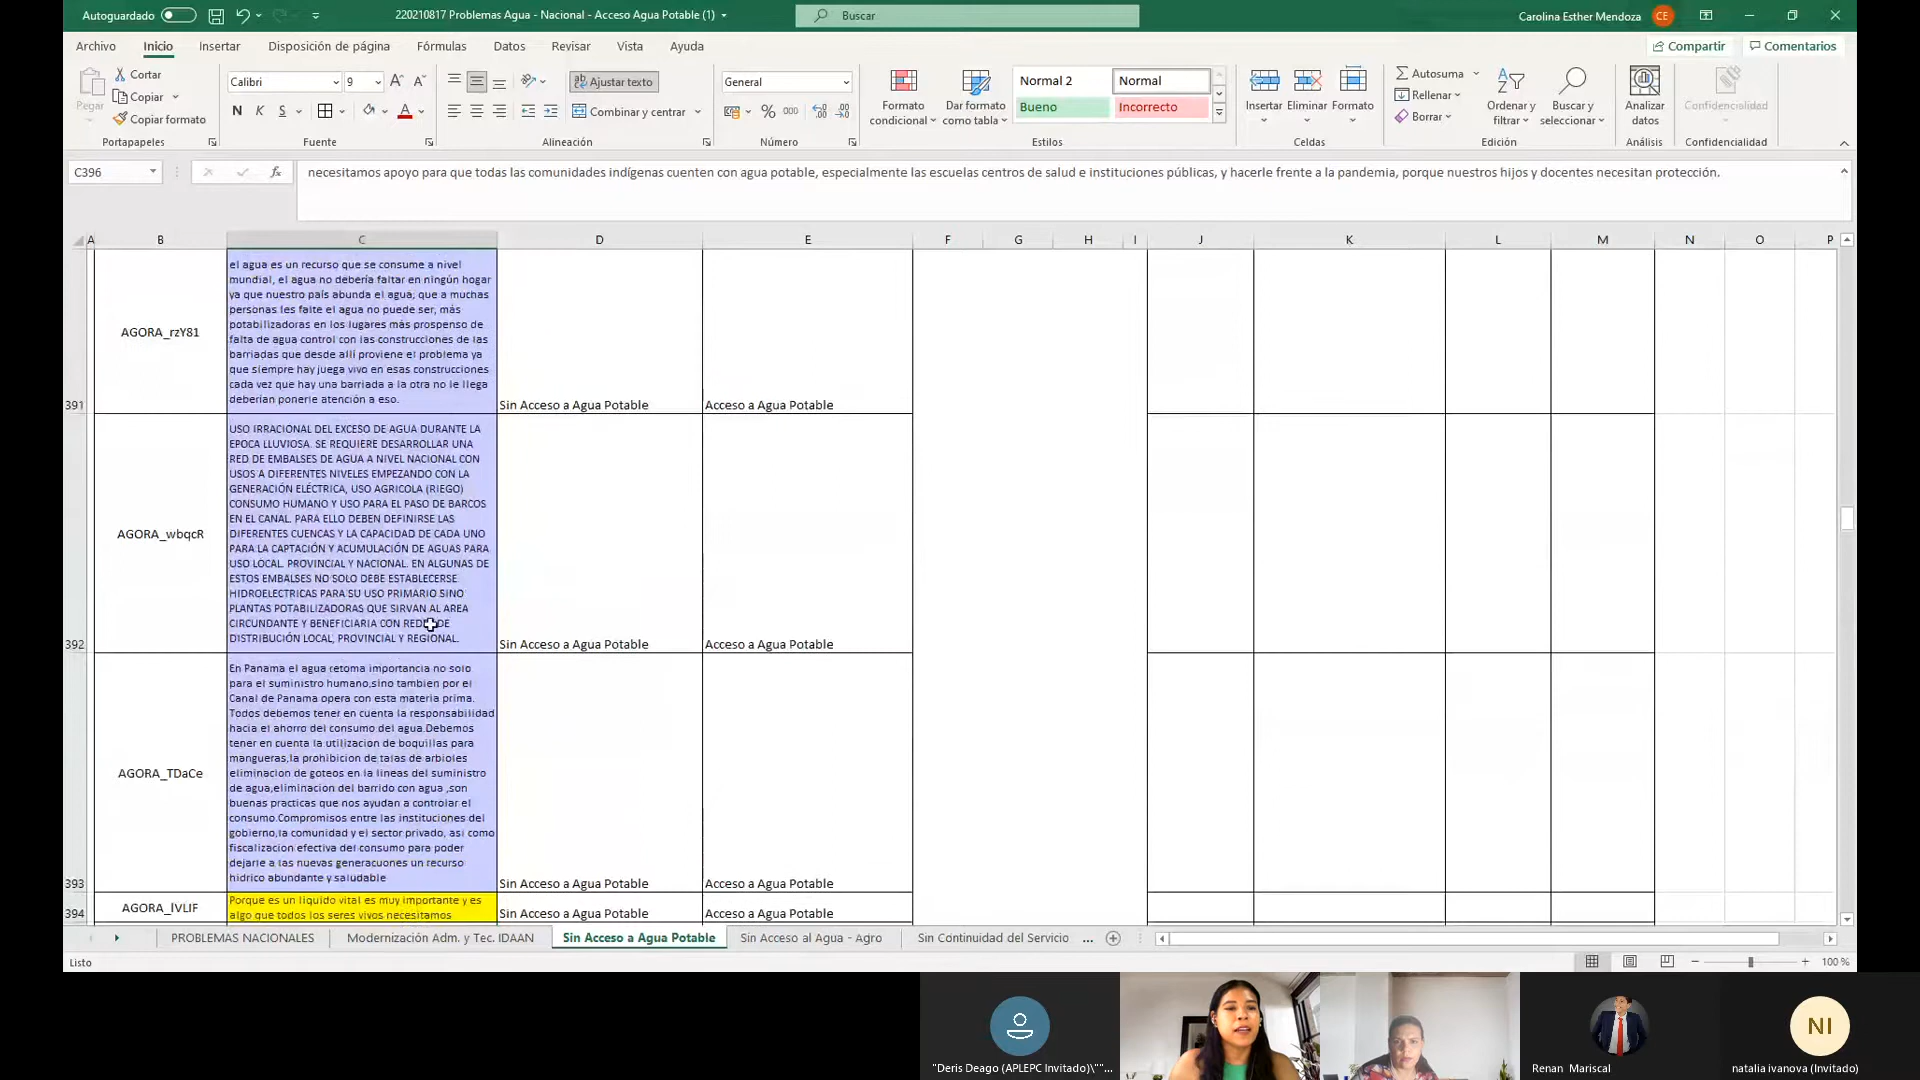 Autoguardado
220210817 Problemas Agua - Nacional - Acceso Agua Potable (1)
Buscar
Carolina Esther Mendoza
CE
Archivo
Inicio
Insertar
Disposición de página
Fórmulas
Datos
Revisar
Vista
Ayuda
Compartir
Comentarios
Pegar
Cortar
Copiar
Copiar formato
Portapapeles
Calibri
9
N K S
Fuente
Ajustar texto
Combinar y centrar
Alineación
General
% 000
Número
Formato condicional
Dar formato como tabla
Normal 2
Normal
Bueno
Incorrecto
Estilos
Insertar
Eliminar
Formato
Celdas
Autosuma
Rellenar
Borrar
Ordenar y filtrar
Buscar y seleccionar
Edición
Analizar datos
Análisis
Confidencialidad
Confidencialidad
C396
fx
necesitamos apoyo para que todas las comunidades indígenas cuenten con agua potable, especialmente las escuelas centros de salud e instituciones públicas, y hacerle frente a la pandemia, porque nuestros hijos y docentes necesitan protección.
A B C D E F G H I J K L M N O P
391
AGORA_rzY81
el agua es un recurso que se consume a nivel
mundial, el agua no debería faltar en ningún hogar
ya que nuestro país abunda el agua; que a muchas
personas les falte el agua no puede ser, más
potabilizadoras en los lugares más prospenso de
falta de agua control con las construcciones de las
barriadas que desde allí proviene el problema ya
que siempre hay juega vivo en esas construcciones
cada vez que hay una barriada a la otra no le llega
deberían ponerle atención a eso.
Sin Acceso a Agua Potable
Acceso a Agua Potable
392
AGORA_wbqcR
USO IRRACIONAL DEL EXCESO DE AGUA DURANTE LA
EPOCA LLUVIOSA. SE REQUIERE DESARROLLAR UNA
RED DE EMBALSES DE AGUA A NIVEL NACIONAL CON
USOS A DIFERENTES NIVELES EMPEZANDO CON LA
GENERACIÓN ELÉCTRICA, USO AGRICOLA (RIEGO)
CONSUMO HUMANO Y USO PARA EL PASO DE BARCOS
EN EL CANAL. PARA ELLO DEBEN DEFINIRSE LAS
DIFERENTES CUENCAS Y LA CAPACIDAD DE CADA UNO
PARA LA CAPTACIÓN Y ACUMULACIÓN DE AGUAS PARA
USO LOCAL. PROVINCIAL Y NACIONAL. EN ALGUNAS DE
ESTOS EMBALSES NO SOLO DEBE ESTABLECERSE
HIDROELECTRICAS PARA SU USO PRIMARIO SINO
PLANTAS POTABILIZADORAS QUE SIRVAN AL AREA
CIRCUNDANTE Y BENEFICIARIA CON DE
DISTRIBUCIÓN LOCAL, PROVINCIAL Y REGIONAL.
Sin Acceso a Agua Potable
Acceso a Agua Potable
393
AGORA_TDaCe
En Panama el agua retoma importancia no solo
para el suministro humano,sino tambien por el
Canal de Panama opera con esta materia prima.
Todos debemos tener en cuenta la responsabilidad
hacia el ahorro del consumo del agua.Debemos
tener en cuenta la utilizacion de boquillas para
mangueras,la prohibicion de talas de arbioles
eliminacion de goteos en la lineas del suministro
de agua,eliminacion del barrido con agua ,son
buenas practicas que nos ayudan a controlar el
consumo.Compromisos entre las instituciones del
gobierno,la comunidad y el sector privado, asi como
fiscalizacion efectiva del consumo para poder
dejarle a las nuevas generacuones un recurso
hidrico abundante y saludable
Sin Acceso a Agua Potable
Acceso a Agua Potable
394
AGORA_lVLIF
Porque es un liquido vital es muy importante y es
algo que todos los seres vivos necesitamos
Sin Acceso a Agua Potable
Acceso a Agua Potable
PROBLEMAS NACIONALES
Modernización Adm. y Tec. IDAAN
Sin Acceso a Agua Potable
Sin Acceso al Agua - Agro
Sin Continuidad del Servicio
...
Listo
100 %
"Deris Deago (APLEPC Invitado)\""...
Renan Mariscal
NI
natalia ivanova (Invitado)